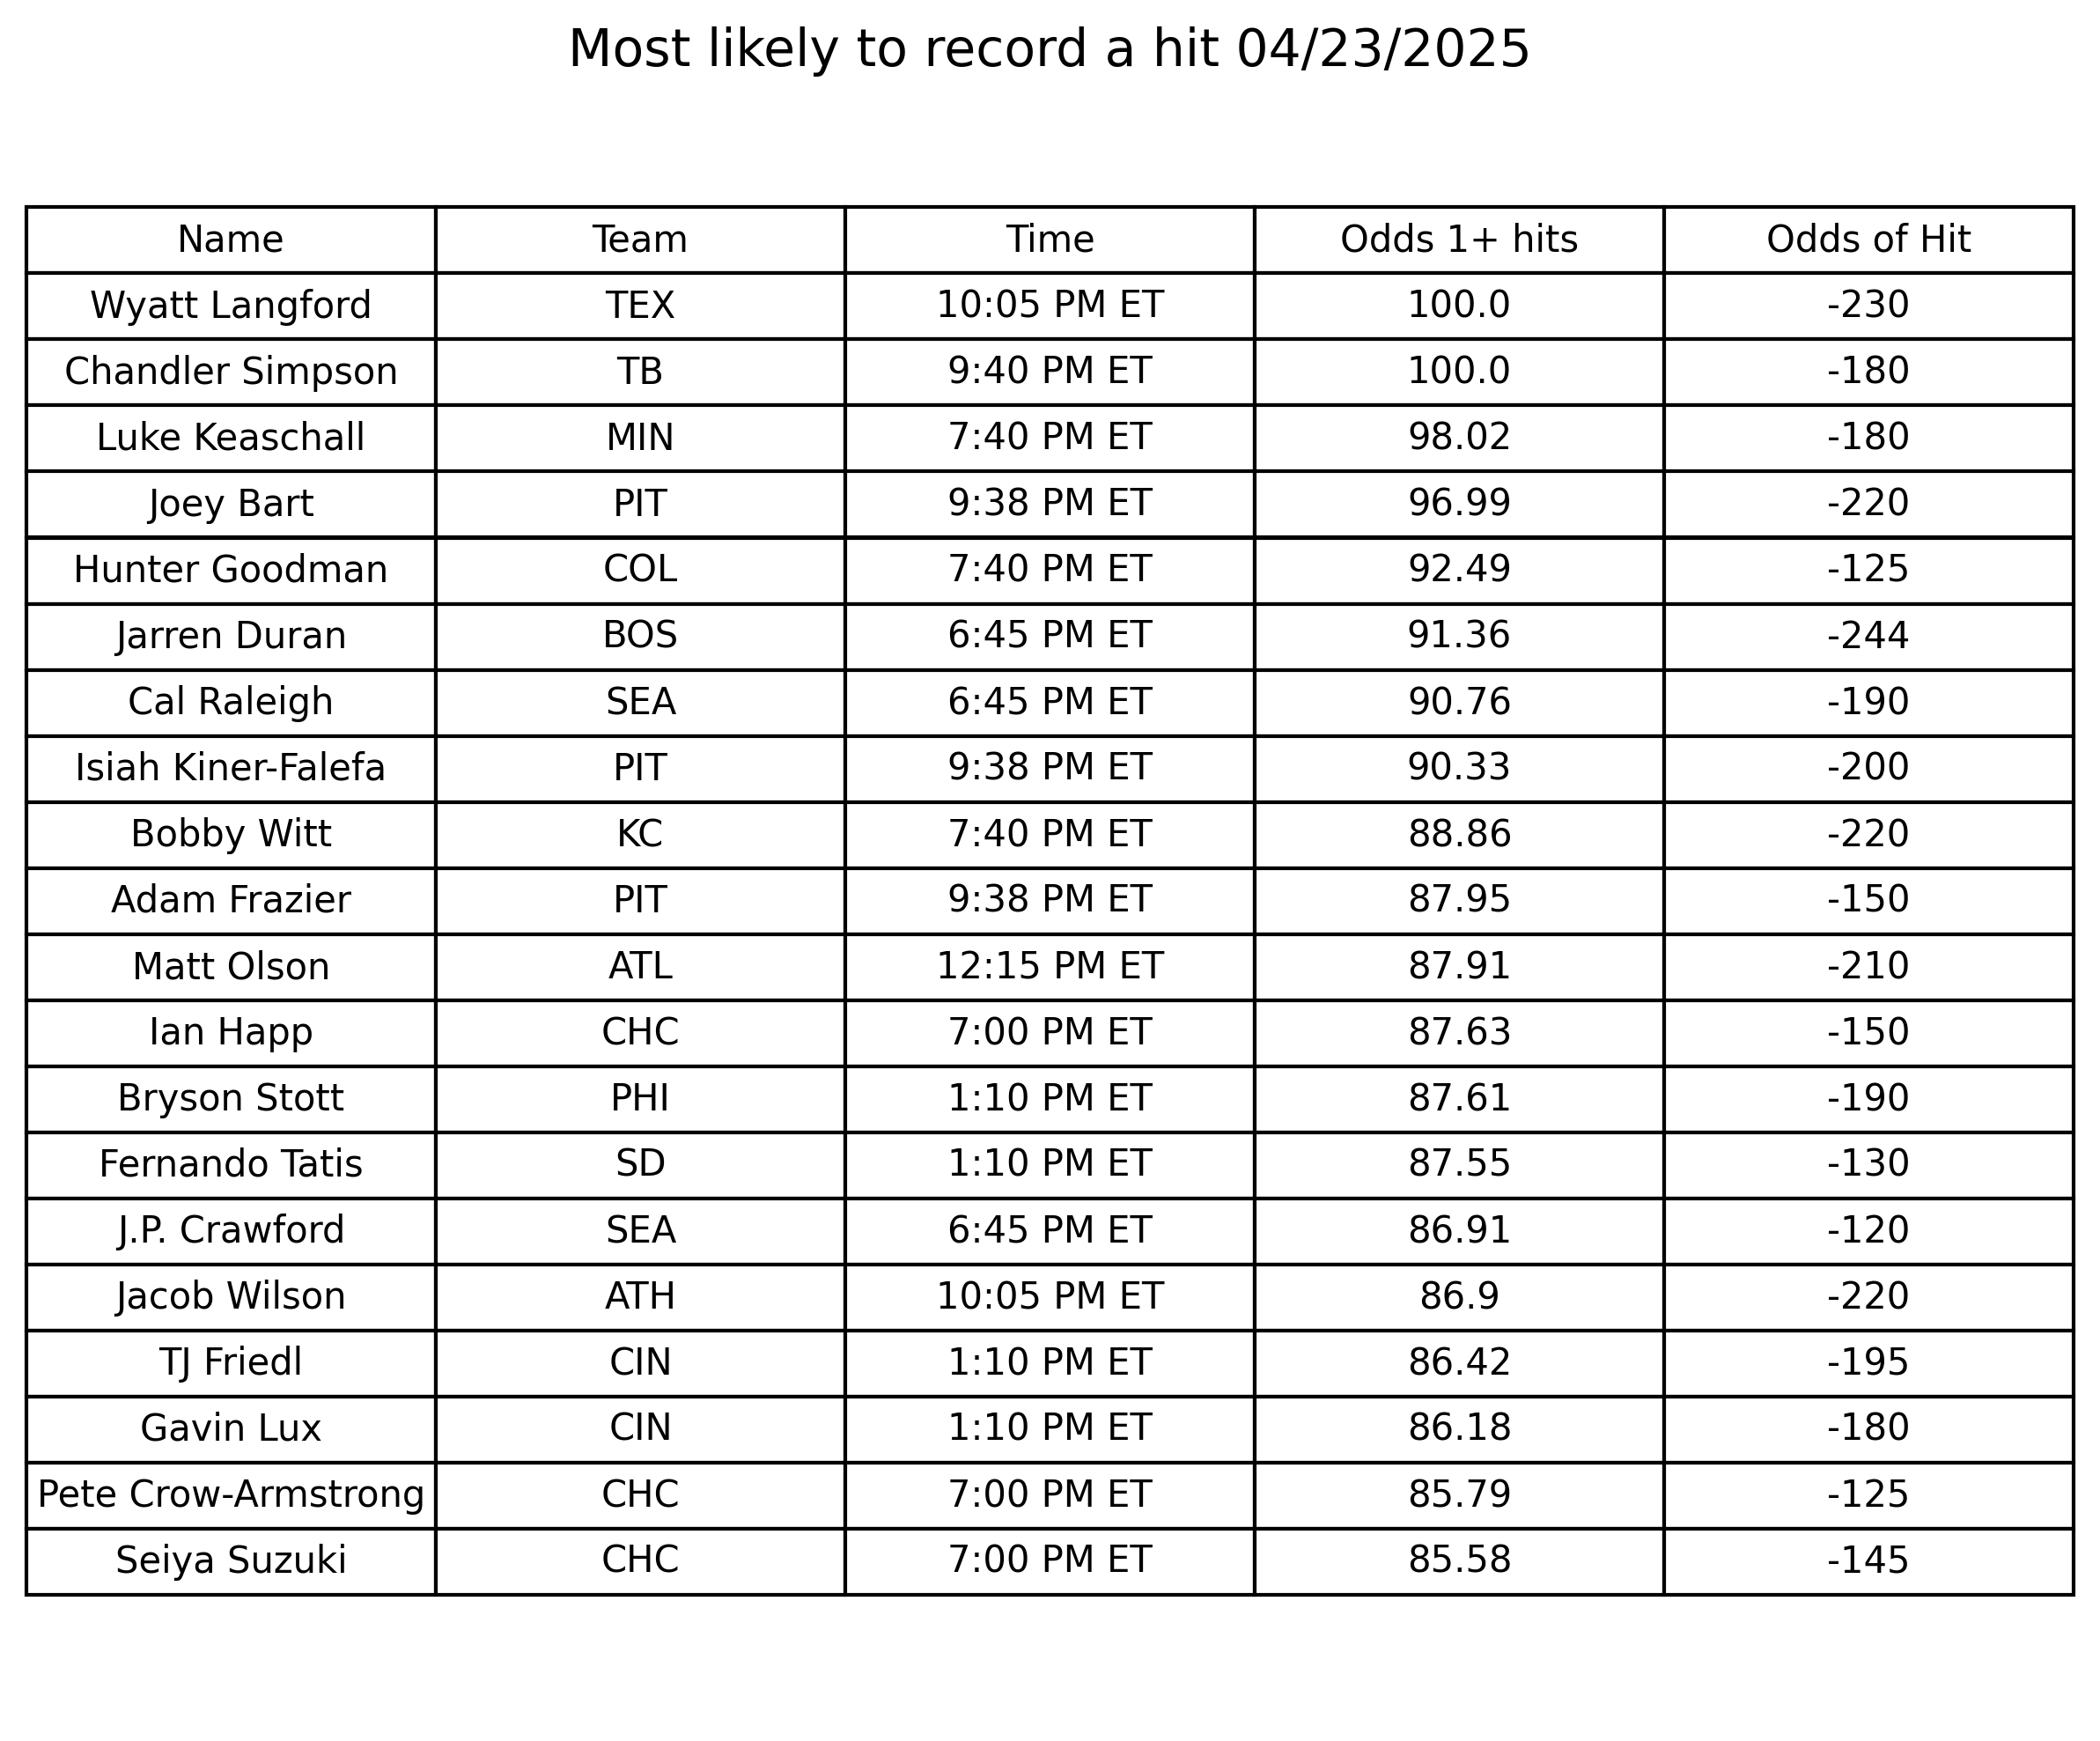 Most likely to record a hit 04/23/2025
Name Team Time Odds 1+ hits Odds of Hit
Wyatt Langford TEX 10:05 PM ET 100.0 -230
Chandler Simpson TB 9:40 PM ET 100.0 -180
Luke Keaschall MIN 7:40 PM ET 98.02 -180
Joey Bart PIT 9:38 PM ET 96.99 -220
Hunter Goodman COL 7:40 PM ET 92.49 -125
Jarren Duran BOS 6:45 PM ET 91.36 -244
Cal Raleigh SEA 6:45 PM ET 90.76 -190
Isiah Kiner-Falefa PIT 9:38 PM ET 90.33 -200
Bobby Witt KC 7:40 PM ET 88.86 -220
Adam Frazier PIT 9:38 PM ET 87.95 -150
Matt Olson ATL 12:15 PM ET 87.91 -210
Ian Happ CHC 7:00 PM ET 87.63 -150
Bryson Stott PHI 1:10 PM ET 87.61 -190
Fernando Tatis SD 1:10 PM ET 87.55 -130
J.P. Crawford SEA 6:45 PM ET 86.91 -120
Jacob Wilson ATH 10:05 PM ET 86.9 -220
TJ Friedl CIN 1:10 PM ET 86.42 -195
Gavin Lux CIN 1:10 PM ET 86.18 -180
Pete Crow-Armstrong CHC 7:00 PM ET 85.79 -125
Seiya Suzuki CHC 7:00 PM ET 85.58 -145